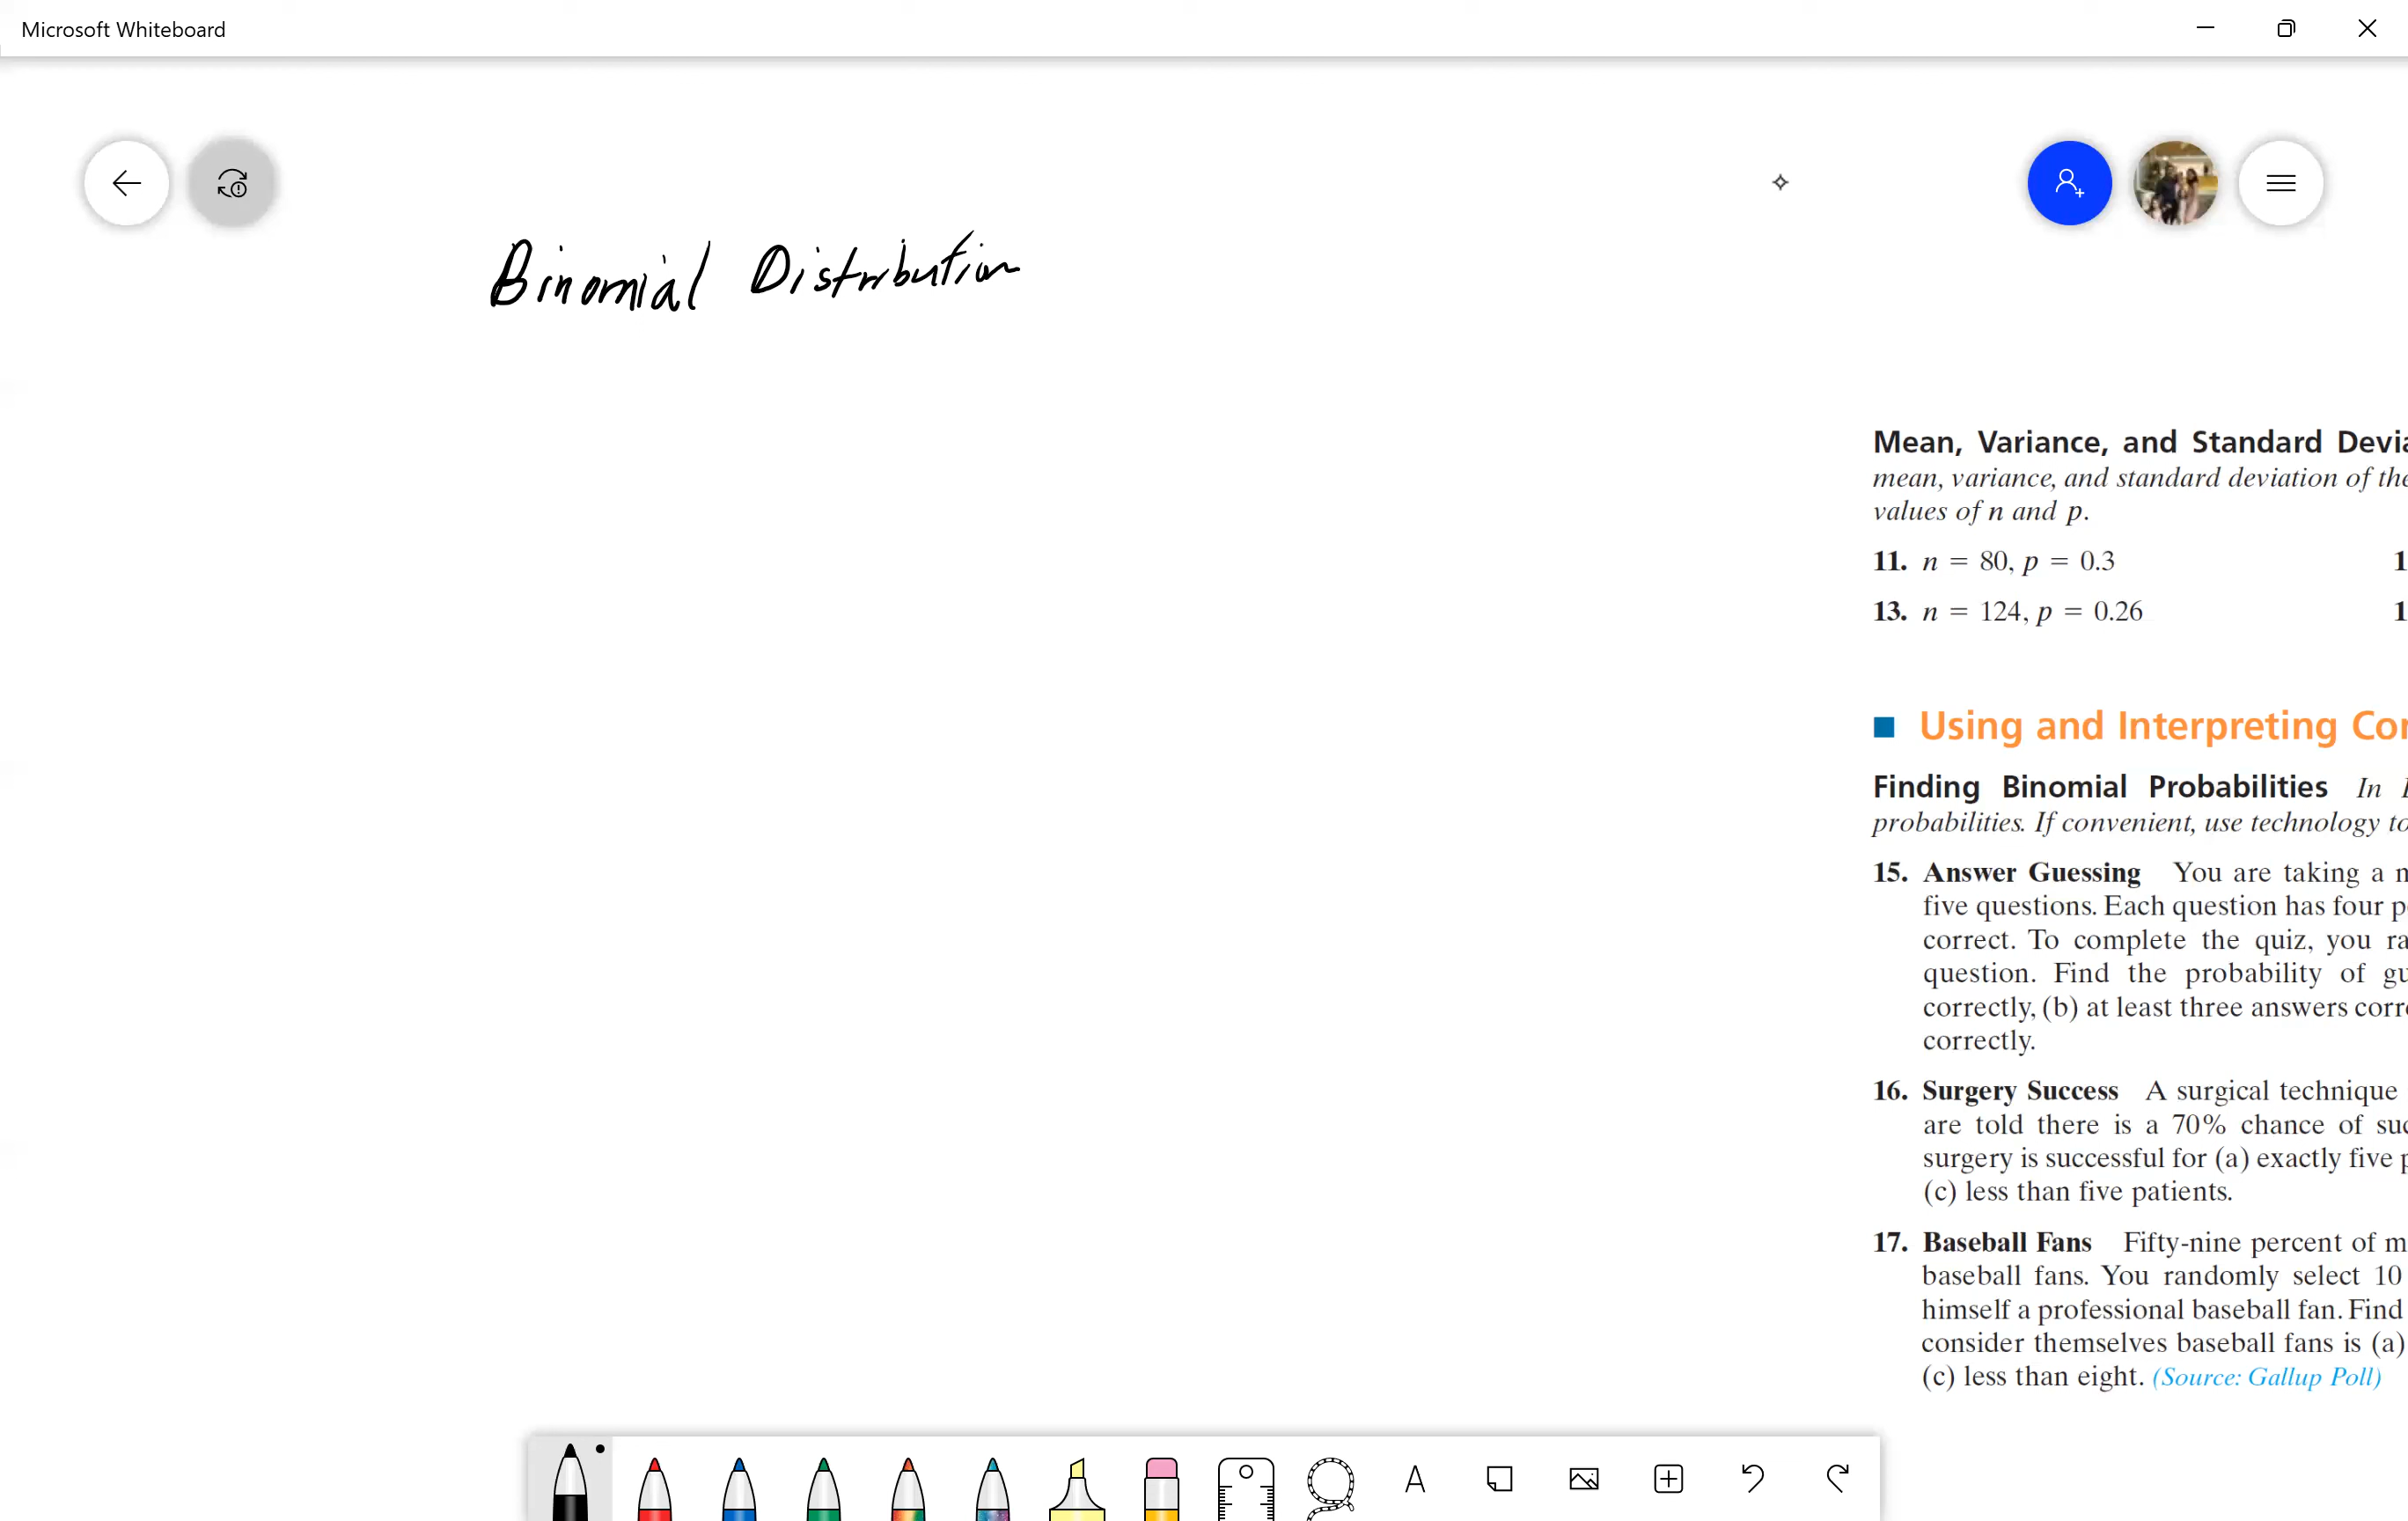 Microsoft Whiteboard
Binomial Distribution
Mean, Variance, and Standard
mean, variance, and standard deviation of
values of n and p.
11. n = 80, p = 0.3
13. n = 124, p = 0.26
Using and Interpreting
Finding Binomial Probabilities In
probabilities. If convenient, use technology
15. Answer Guessing You are taking a
five questions. Each question has four
correct. To complete the quiz, you
question. Find the probability of
correctly, (b) at least three answers
correctly.
16. Surgery Success A surgical technique
are told there is a 70% chance of
surgery is successful for (a) exactly five
(c) less than five patients.
17. Baseball Fans Fifty-nine percent of
baseball fans. You randomly select 10
himself a professional baseball fan. Find
consider themselves baseball fans is (a)
(c) less than eight. (Source: Gallup Poll)